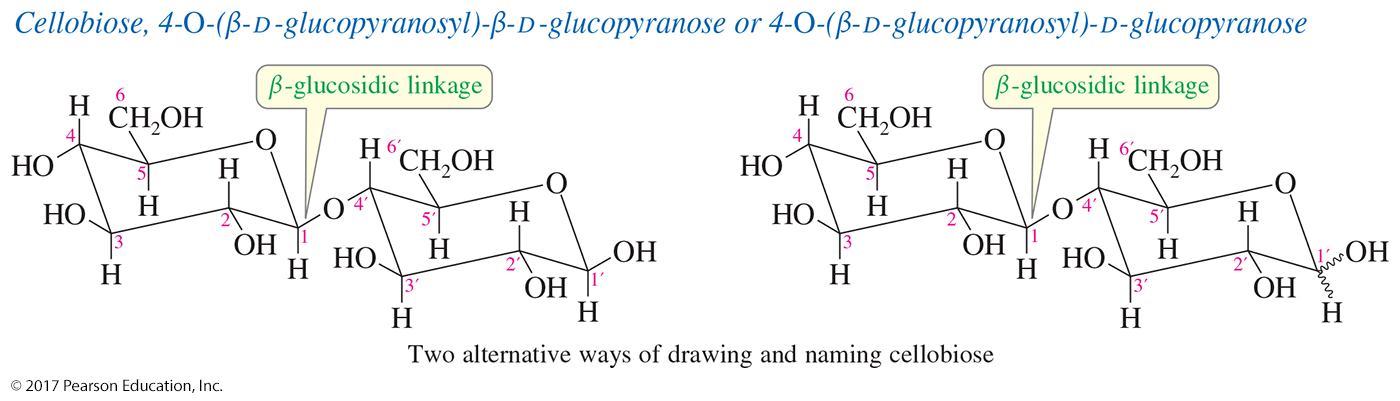 Cellobiose, 4-O-(β-D-glucopyranosyl)-β-D-glucopyranose or 4-O-(β-D-glucopyranosyl)-D-glucopyranose
β-glucosidic linkage
H
6
CH₂OH
4
HO
5
H
O
H
HO
3
H
2
OH
1
H
O
H
6′
CH₂OH
4′
5′
H
O
H
HO
3′
H
2′
OH
1′
OH
H
β-glucosidic linkage
H
6
CH₂OH
4
HO
5
H
O
H
HO
3
H
2
OH
1
H
O
H
6′
CH₂OH
4′
5′
H
O
H
HO
3′
H
2′
OH
1′
OH
H
Two alternative ways of drawing and naming cellobiose
© 2017 Pearson Education, Inc.